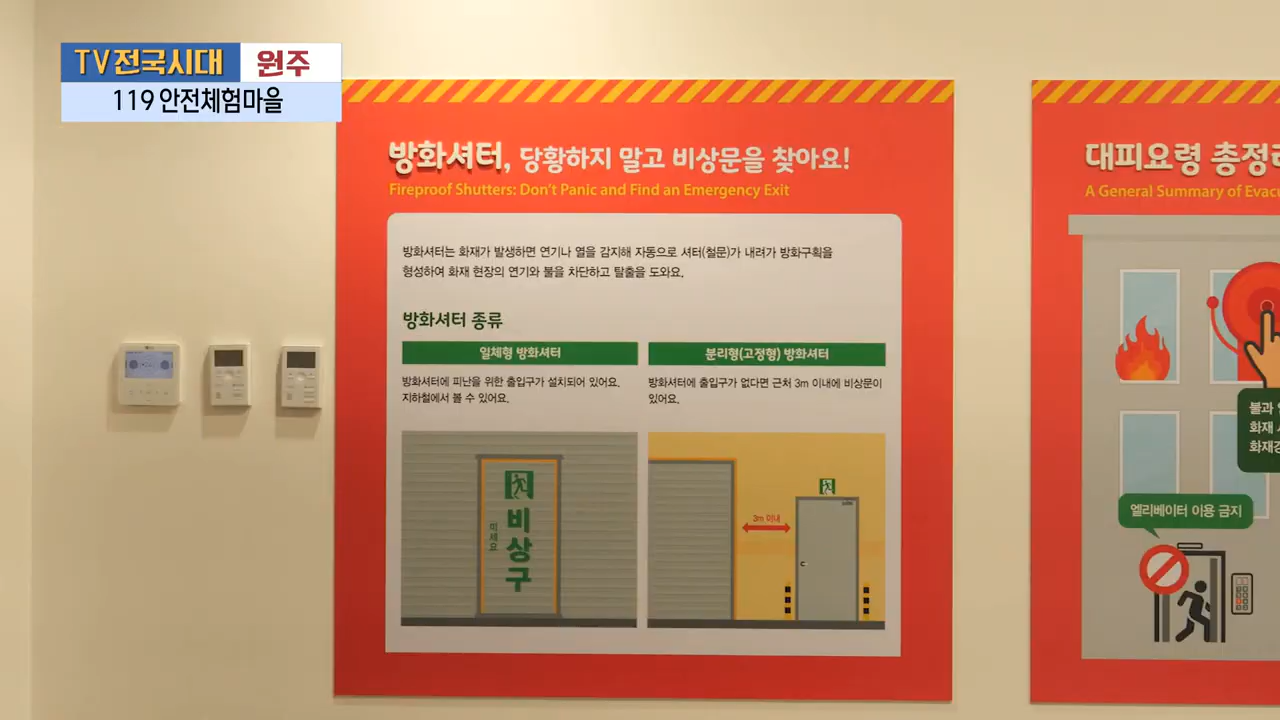 TV전국시대 원주
119 안전체험마을
방화셔터, 당황하지 말고 비상문을 찾아요!
Fireproof Shutters: Don't Panic and Find an Emergency Exit
방화셔터는 화재가 발생하면 연기나 열을 감지해 자동으로 셔터(철문)가 내려가 방화구획을
형성하여 화재 현장의 연기와 불을 차단하고 탈출을 도와요.
방화셔터 종류
일체형 방화셔터
방화셔터에 피난을 위한 출입구가 설치되어 있어요.
지하철에서 볼 수 있어요.
비상구
미세요
분리형(고정형) 방화셔터
방화셔터에 출입구가 없다면 근처 3m 이내에 비상문이
있어요.
3m 이내
대피요령 총정리
A General Summary of Evacu
불과
화재
화재경
엘리베이터 이용 금지